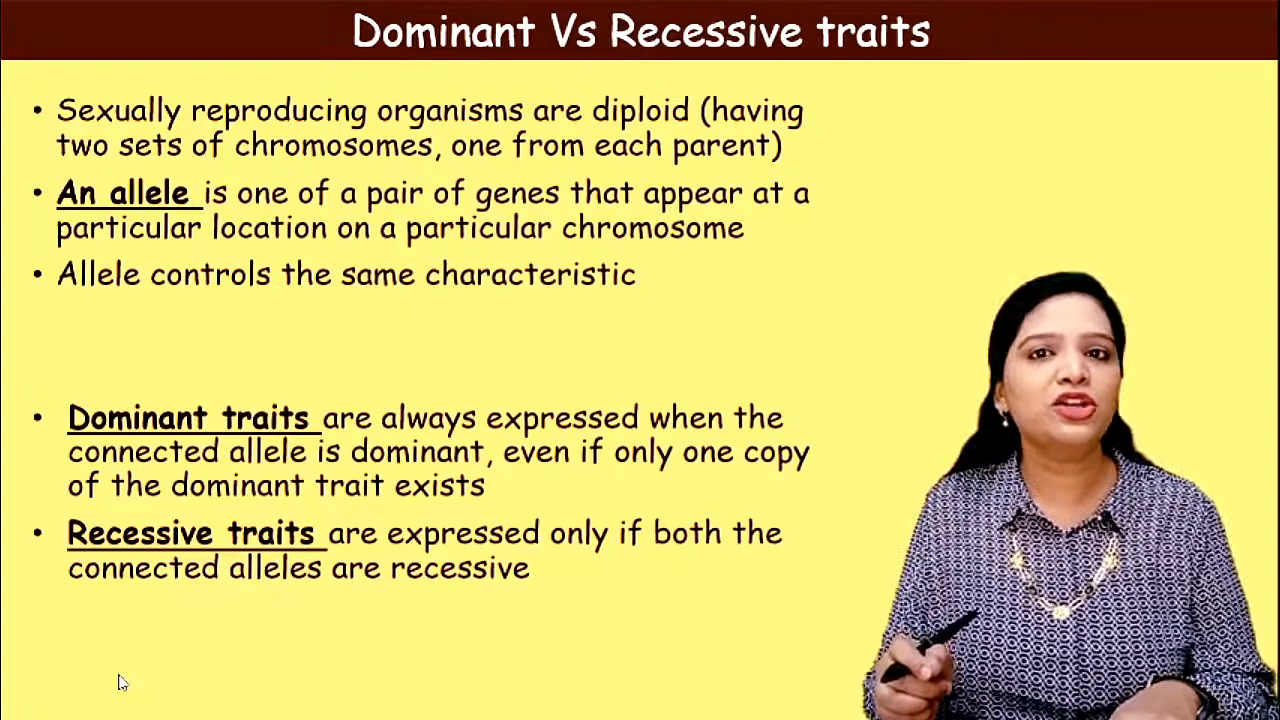 Dominant Vs Recessive traits
• Sexually reproducing organisms are diploid (having
two sets of chromosomes, one from each parent)
• An allele is one of a pair of genes that appear at a
particular location on a particular chromosome
• Allele controls the same characteristic
• Dominant traits are always expressed when the
connected allele is dominant, even if only one copy
of the dominant trait exists
• Recessive traits are expressed only if both the
connected alleles are recessive